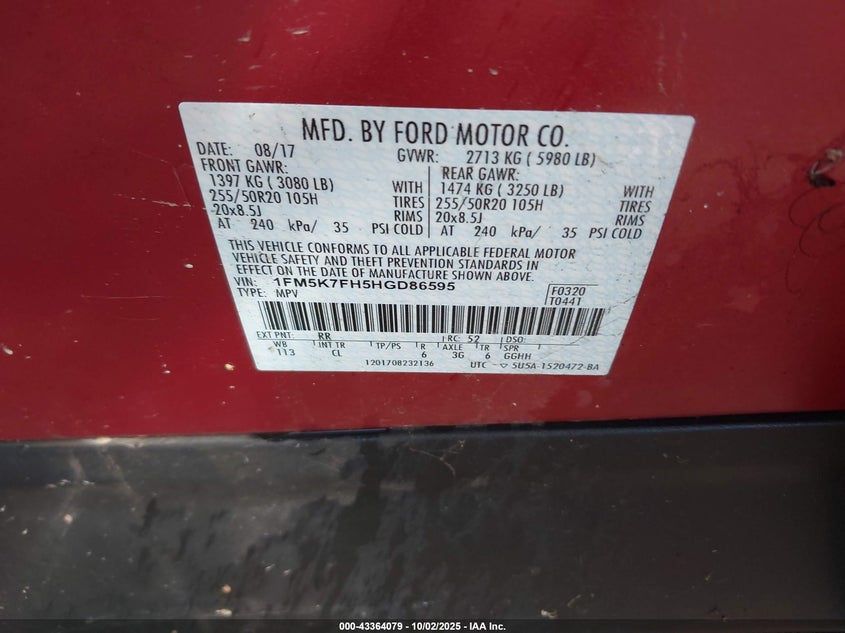 MFD. BY FORD MOTOR CO.
DATE: 08/17 GVWR: 2713 KG ( 5980 LB)
FRONT GAWR: REAR GAWR:
1397 KG ( 3080 LB) WITH 1474 KG ( 3250 LB) WITH
255/50R20 105H TIRES 255/50R20 105H TIRES
20x8.5J RIMS 20x8.5J RIMS
AT 240 kPa/ 35 PSI COLD AT 240 kPa/ 35 PSI COLD
THIS VEHICLE CONFORMS TO ALL APPLICABLE FEDERAL MOTOR
VEHICLE SAFETY AND THEFT PREVENTION STANDARDS IN
EFFECT ON THE DATE OF MANUFACTURE SHOWN ABOVE.
VIN: 1FM5K7FH5HGD86595 F0320
TYPE: MPV T0441
EXT PNT: RR RC: 52 DSO:
WB INT TR TP/PS R AXLE TR SPR
113 CL 6 3G 6 GGHH
1201708232136 UTC 5U5A-1520472-BA
000-43364079 - 10/02/2025 - IAA Inc.